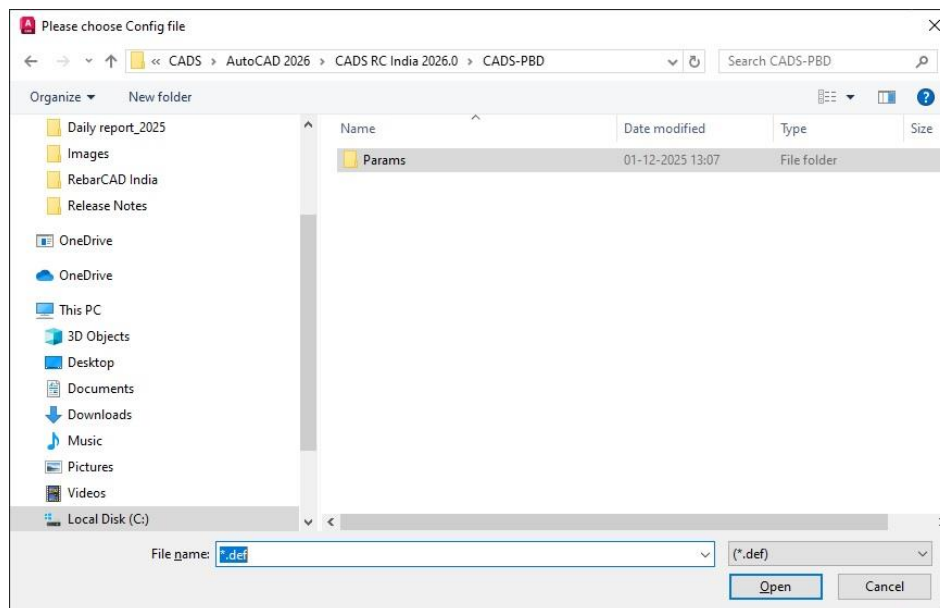 Please choose Config file
« CADS › AutoCAD 2026 › CADS RC India 2026.0 › CADS-PBD
Search CADS-PBD
Organize
New folder
Name
Date modified
Type
Size
Daily report_2025
Images
RebarCAD India
Release Notes
OneDrive
OneDrive
This PC
3D Objects
Desktop
Documents
Downloads
Music
Pictures
Videos
Local Disk (C:)
Params
01-12-2025 13:07
File folder
File name:
*.def
(*.def)
Open
Cancel